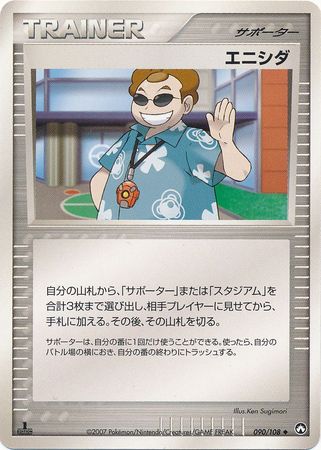 TRAINER
サポーター
エニシダ
自分の山札から、「サポーター」または「スタジアム」を
合計3枚まで選び出し、相手プレイヤーに見せてから、
手札に加える。その後、その山札を切る。
サポーターは、自分の番に1回だけ使うことができる。使ったら、自分の
バトル場の横におき、自分の番の終わりにトラッシュする。
Illus.Ken Sugimori
©2007 Pokémon/Nintendo/Creatures/GAME FREAK.
090/108 ◆